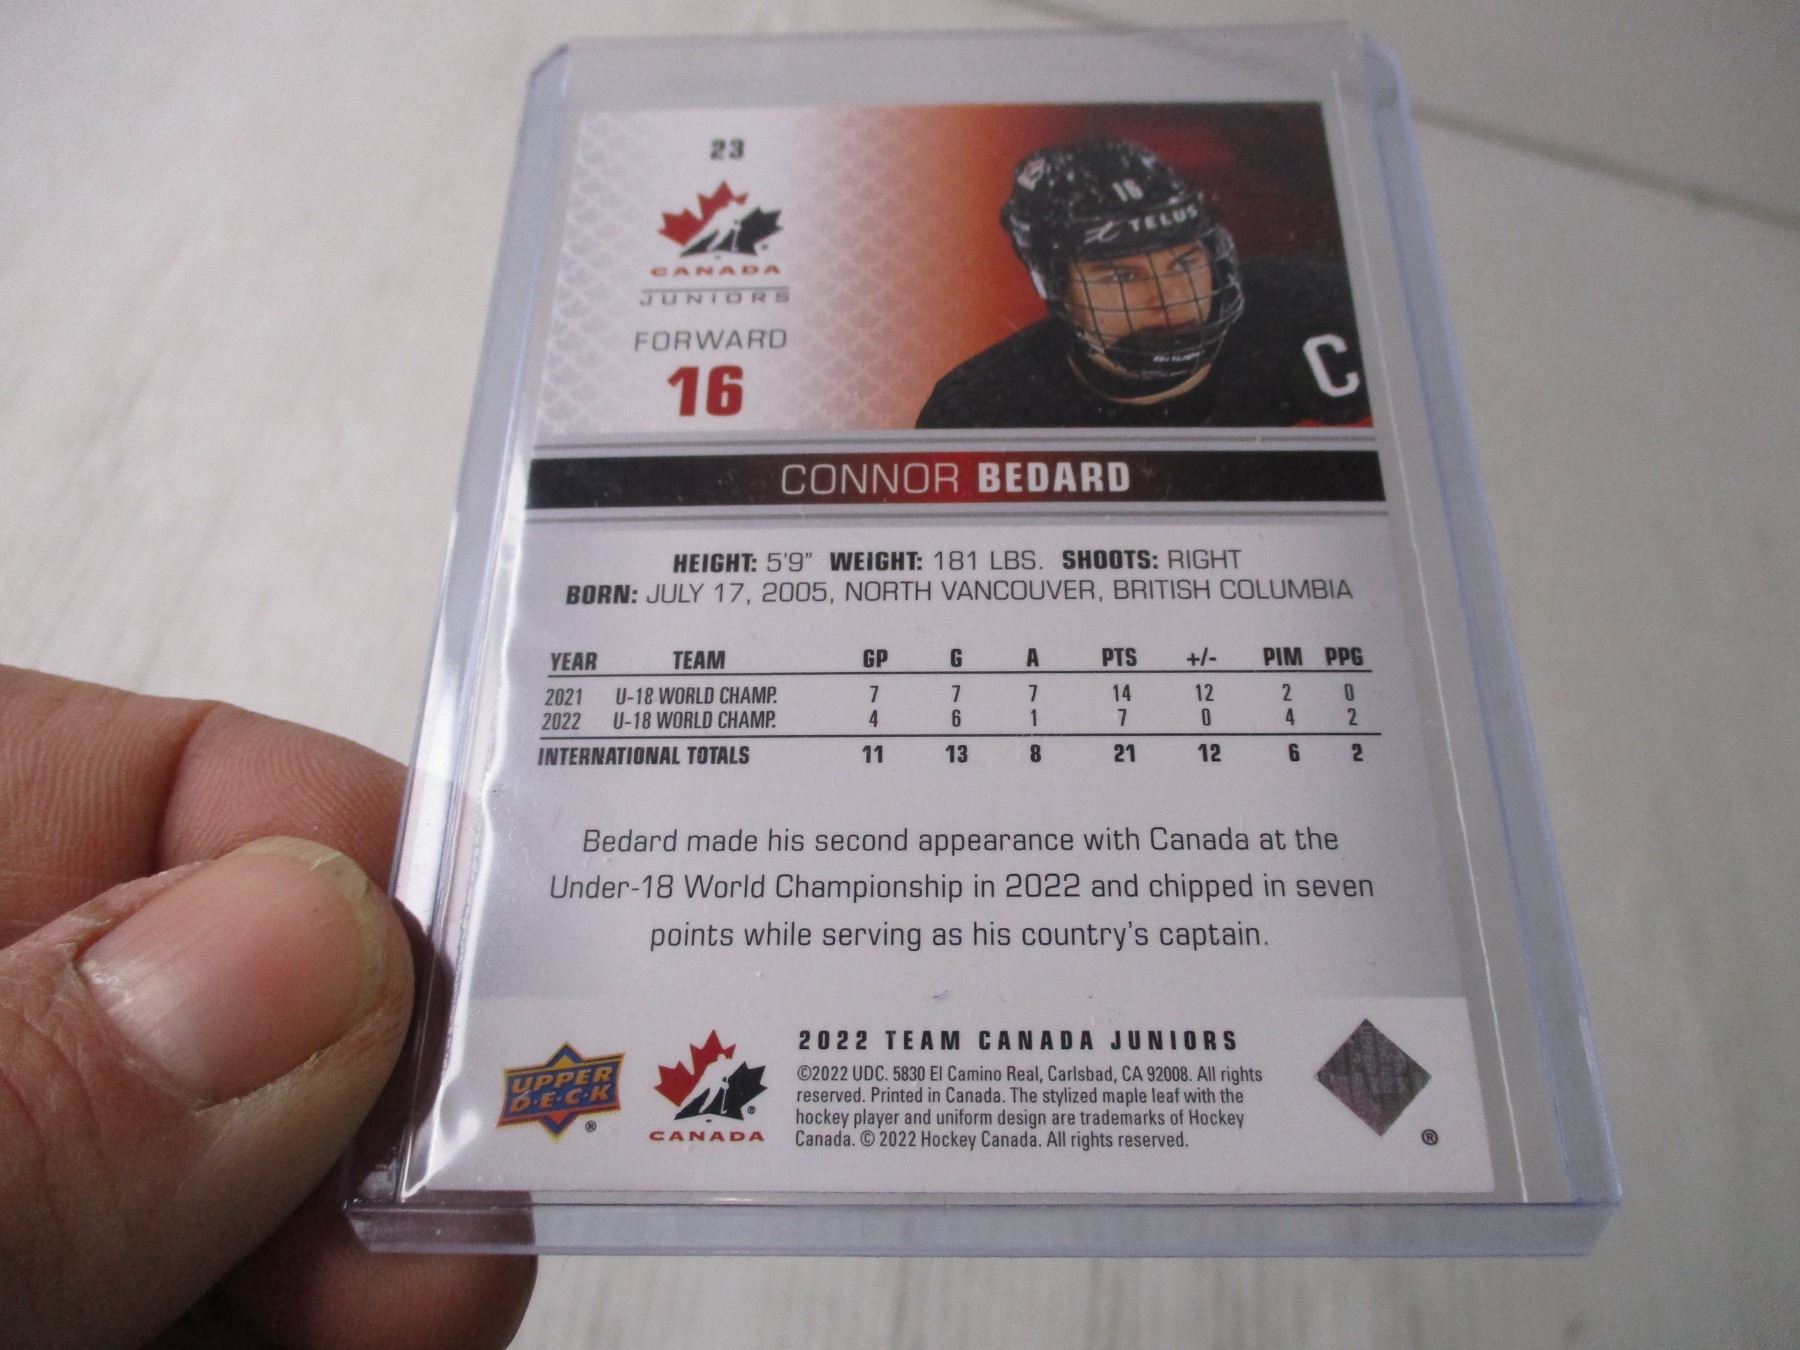 23
CANADA
JUNIORS
FORWARD
16
16
TELUS
BAUER
C
CONNOR BEDARD
HEIGHT: 5'9" WEIGHT: 181 LBS. SHOOTS: RIGHT
BORN: JULY 17, 2005, NORTH VANCOUVER, BRITISH COLUMBIA
YEAR TEAM GP G A PTS +/- PIM PPG
2021 U-18 WORLD CHAMP. 7 7 7 14 12 2 0
2022 U-18 WORLD CHAMP. 4 6 1 7 0 4 2
INTERNATIONAL TOTALS 11 13 8 21 12 6 2
Bedard made his second appearance with Canada at the
Under-18 World Championship in 2022 and chipped in seven
points while serving as his country's captain.
UPPER
D·E·C·K
®
®
CANADA
2022 TEAM CANADA JUNIORS
©2022 UDC. 5830 El Camino Real, Carlsbad, CA 92008. All rights
reserved. Printed in Canada. The stylized maple leaf with the
hockey player and uniform design are trademarks of Hockey
Canada. © 2022 Hockey Canada. All rights reserved.
®